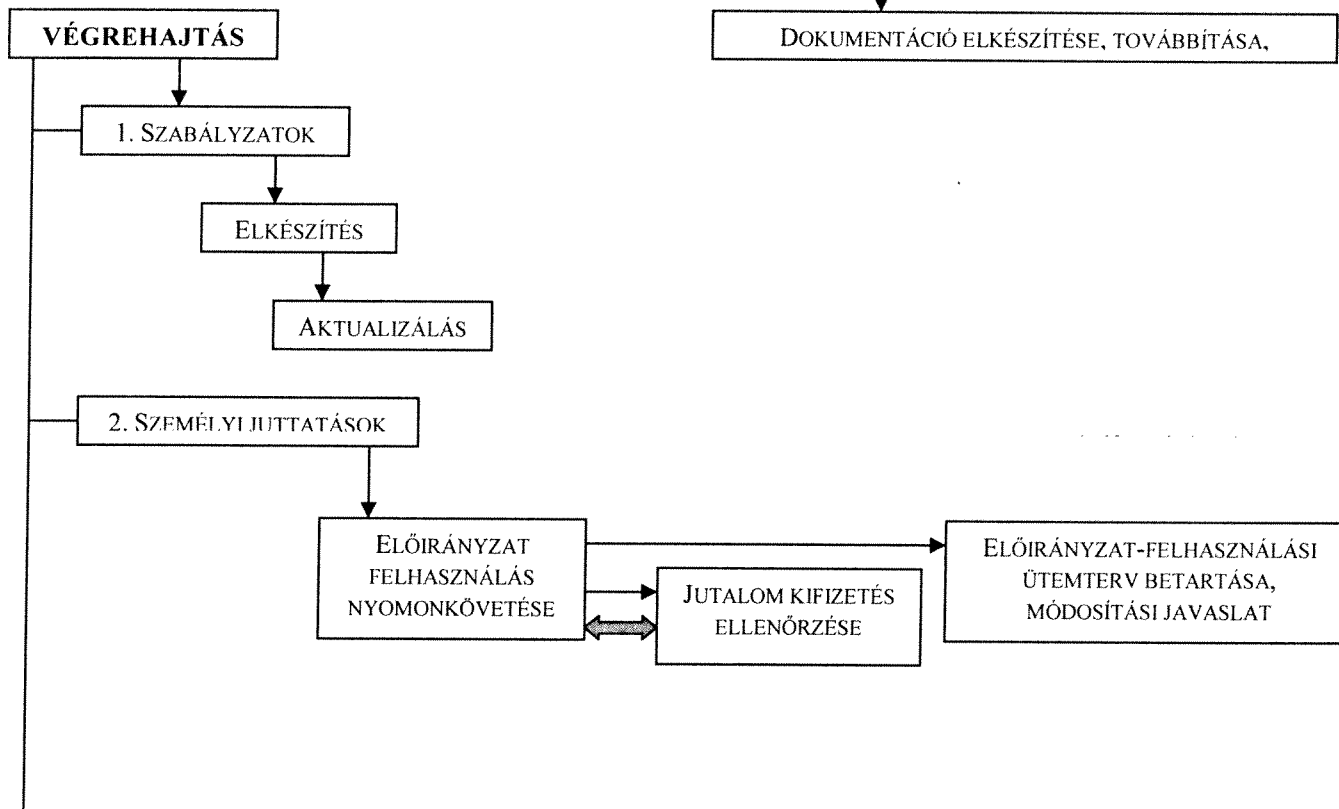 VÉGREHAJTÁS
DOKUMENTÁCIÓ ELKÉSZÍTÉSE, TOVÁBBÍTÁSA,
1. SZABÁLYZATOK
ELKÉSZÍTÉS
AKTUALIZÁLÁS
2. SZEMÉLYI JUTTATÁSOK
ELŐIRÁNYZAT
FELHASZNÁLÁS
NYOMONKÖVETÉSE
JUTALOM KIFIZETÉS
ELLENŐRZÉSE
ELŐIRÁNYZAT-FELHASZNÁLÁSI
ÜTEMTERV BETARTÁSA,
MÓDOSÍTÁSI JAVASLAT